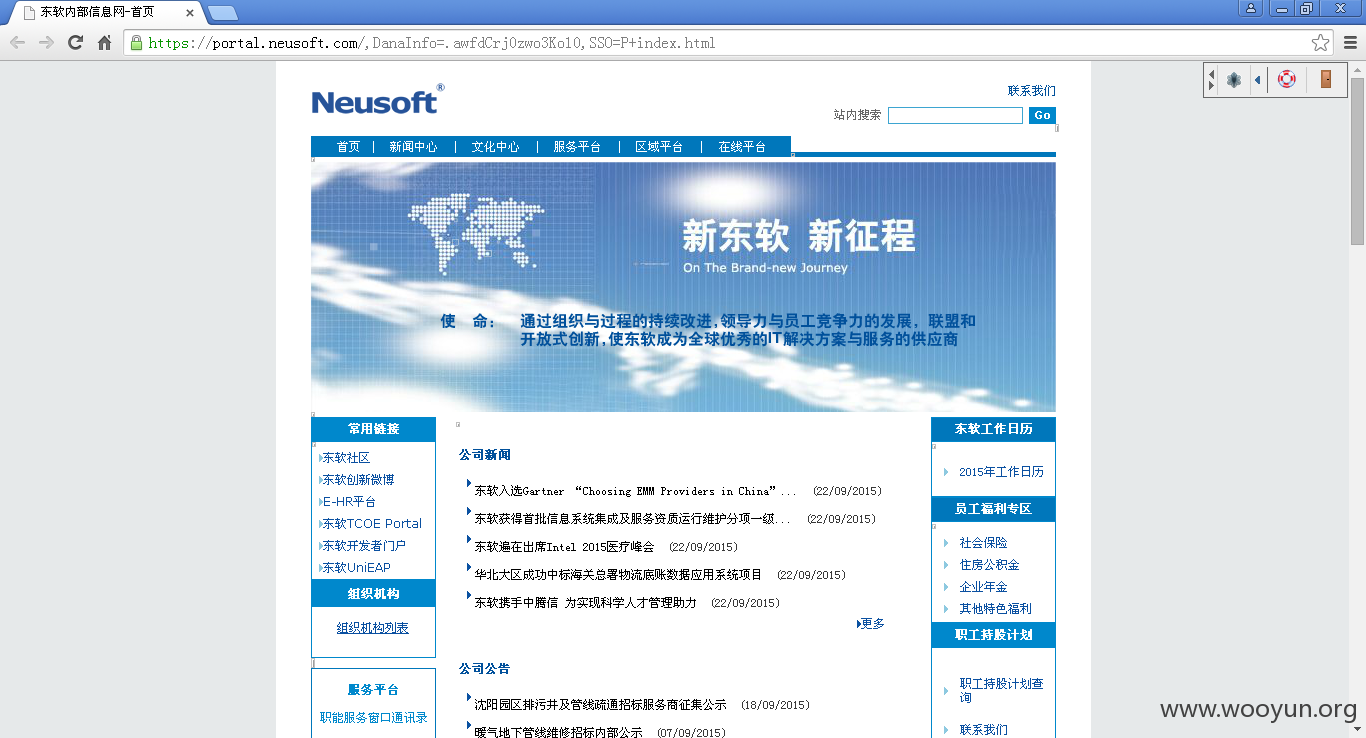 东软内部信息网-首页
https://portal.neusoft.com/,DanaInfo=.awfdCrj0zwo3Ko10,SSO=P+index.html
Neusoft®
联系我们
站内搜索
Go
首页 | 新闻中心 | 文化中心 | 服务平台 | 区域平台 | 在线平台
新东软 新征程
On The Brand-new Journey
使 命： 通过组织与过程的持续改进,领导力与员工竞争力的发展，联盟和
开放式创新,使东软成为全球优秀的IT解决方案与服务的供应商
常用链接
东软社区
东软创新微博
E-HR平台
东软TCOE Portal
东软开发者门户
东软UniEAP
组织机构
组织机构列表
服务平台
职能服务窗口通讯录
公司新闻
东软入选Gartner “Choosing EMM Providers in China”... (22/09/2015)
东软获得首批信息系统集成及服务资质运行维护分项一级... (22/09/2015)
东软遍在出席Intel 2015医疗峰会 (22/09/2015)
华北大区成功中标海关总署物流底账数据应用系统项目 (22/09/2015)
东软携手中腾信 为实现科学人才管理助力 (22/09/2015)
更多
公司公告
沈阳园区排污井及管线疏通招标服务商征集公示 (18/09/2015)
暖气地下管线维修招标内部公示 (07/09/2015)
东软工作日历
2015年工作日历
员工福利专区
社会保险
住房公积金
企业年金
其他特色福利
职工持股计划
职工持股计划查
询
联系我们
www.wooyun.org